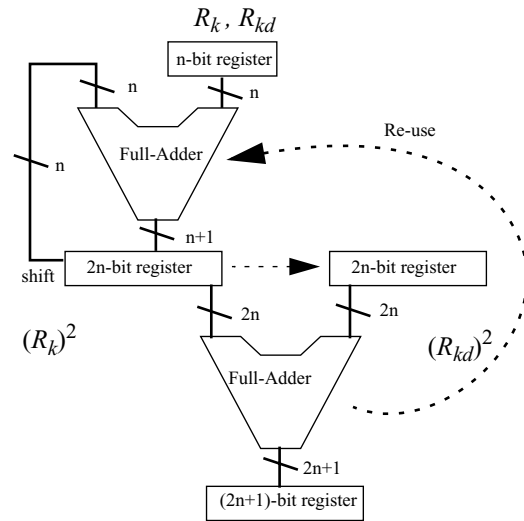 R_k , R_kd
n-bit register
n
n
Full-Adder
Re-use
n
n+1
shift
2n-bit register
2n-bit register
2n
2n
(R_k)^2
(R_kd)^2
Full-Adder
2n+1
(2n+1)-bit register